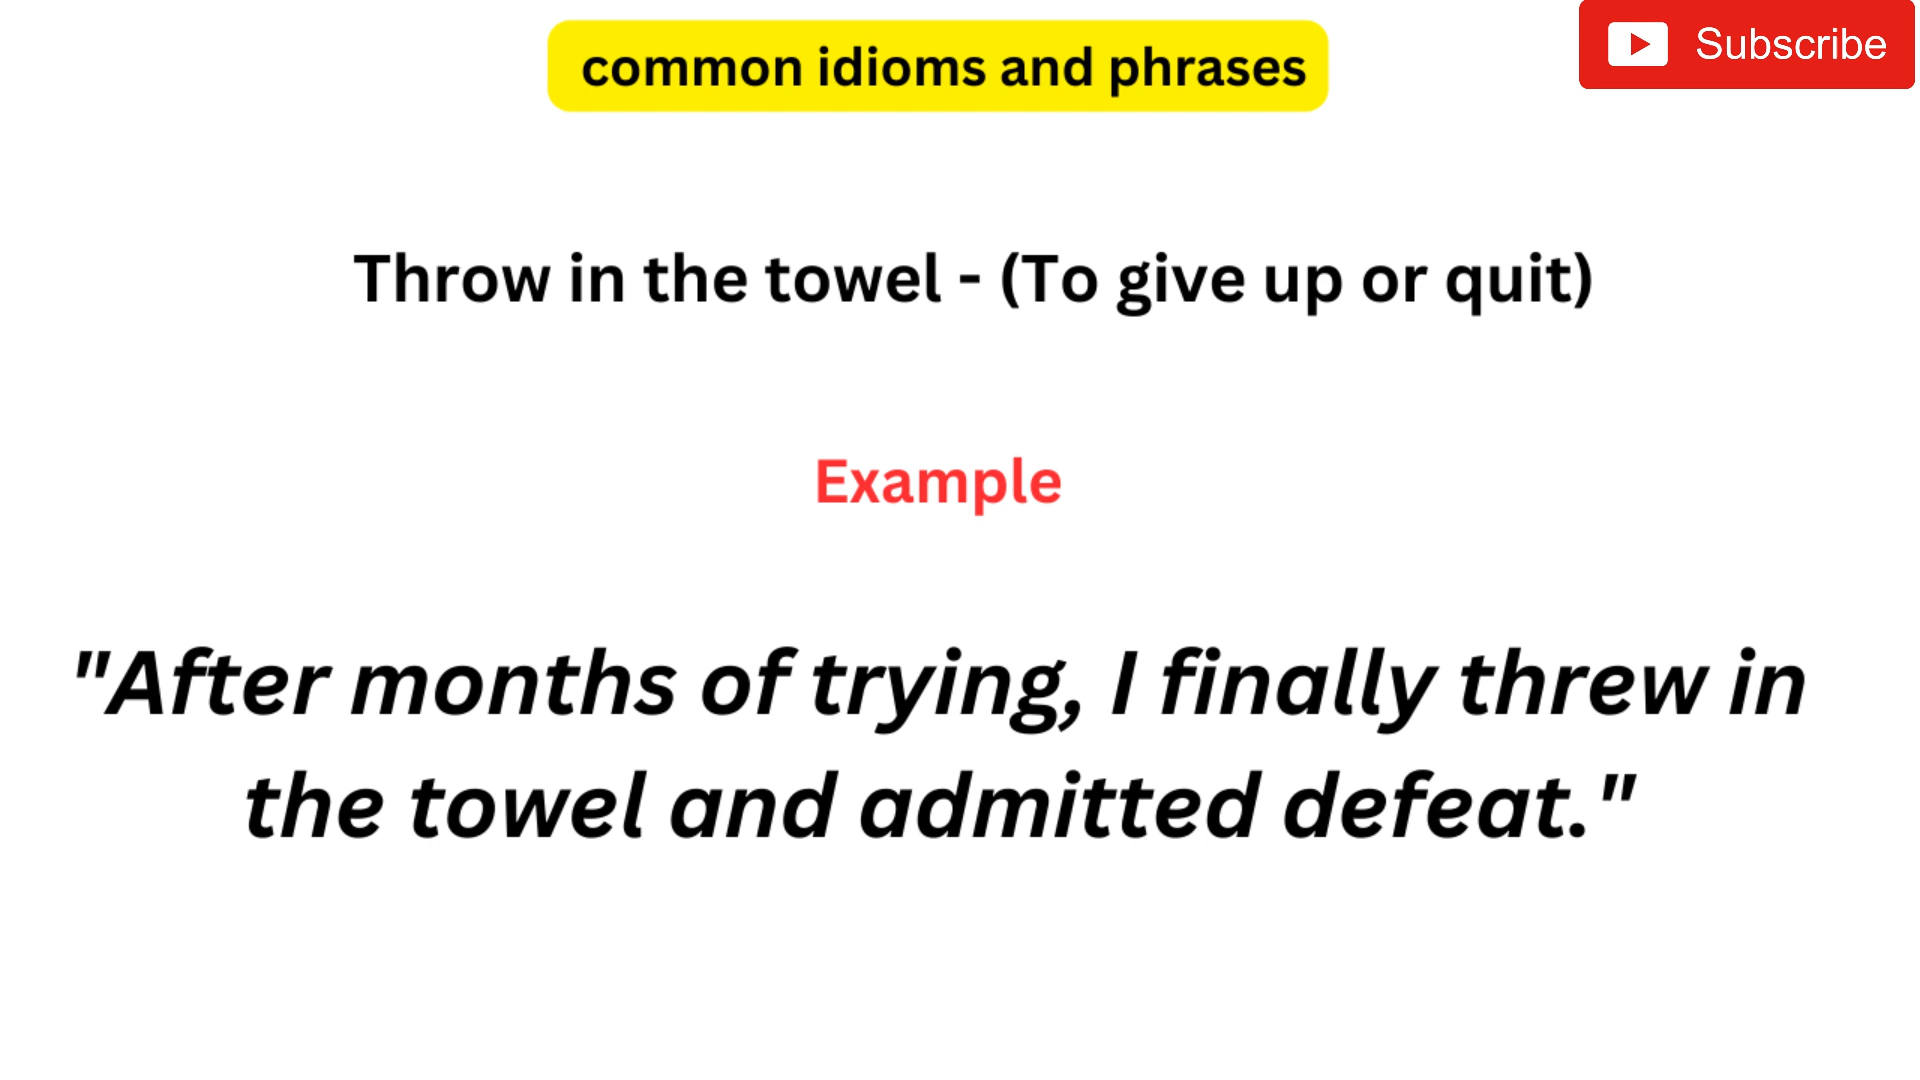 common idioms and phrases
Subscribe
Throw in the towel - (To give up or quit)
Example
"After months of trying, I finally threw in
the towel and admitted defeat."